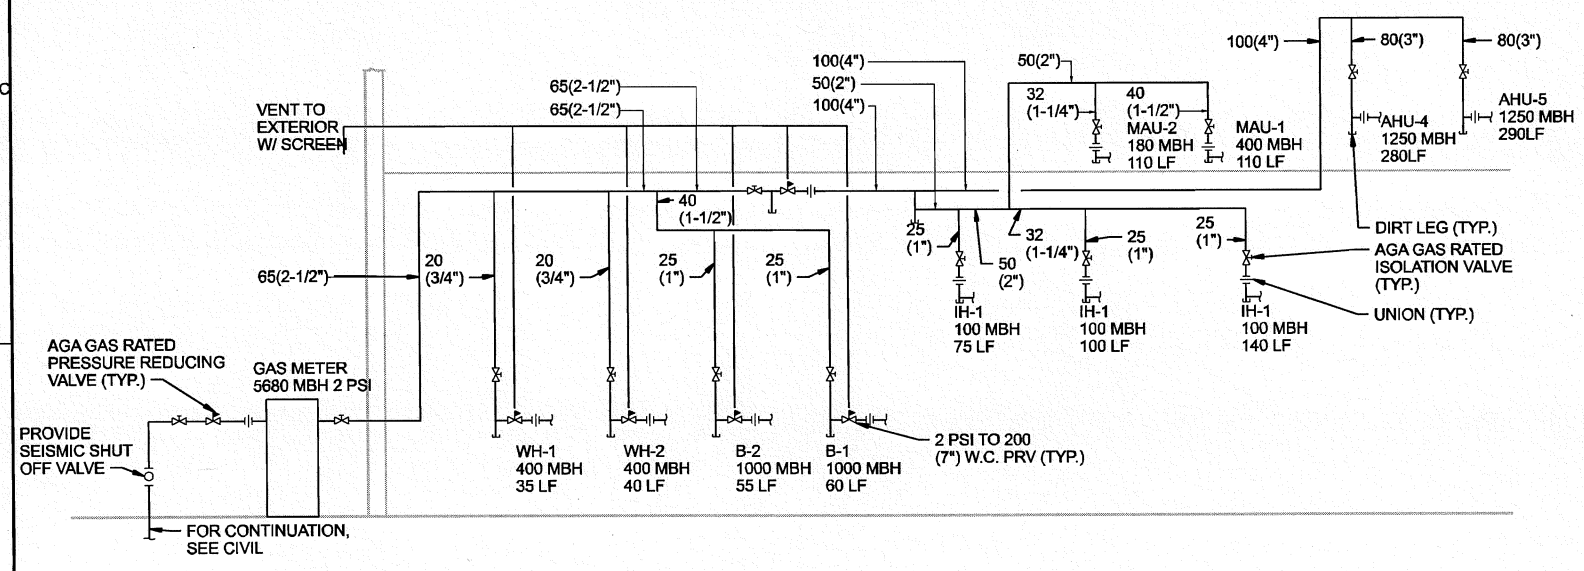 C
100(4")
80(3")
80(3")
100(4")
50(2")
50(2")
65(2-1/2")
65(2-1/2")
100(4")
32
(1-1/4")
40
(1-1/2")
VENT TO
EXTERIOR
W/ SCREEN
MAU-2
180 MBH
110 LF
MAU-1
400 MBH
110 LF
AHU-4
1250 MBH
280LF
AHU-5
1250 MBH
290LF
40
(1-1/2")
25
(1")
32
(1-1/4")
25
(1")
25
(1")
DIRT LEG (TYP.)
AGA GAS RATED
ISOLATION VALVE
(TYP.)
UNION (TYP.)
65(2-1/2")
20
(3/4")
20
(3/4")
25
(1")
25
(1")
50
(2")
IH-1
100 MBH
75 LF
IH-1
100 MBH
100 LF
IH-1
100 MBH
140 LF
AGA GAS RATED
PRESSURE REDUCING
VALVE (TYP.)
GAS METER
5680 MBH 2 PSI
PROVIDE
SEISMIC SHUT
OFF VALVE
WH-1
400 MBH
35 LF
WH-2
400 MBH
40 LF
B-2
1000 MBH
55 LF
B-1
1000 MBH
60 LF
2 PSI TO 200
(7") W.C. PRV (TYP.)
FOR CONTINUATION,
SEE CIVIL